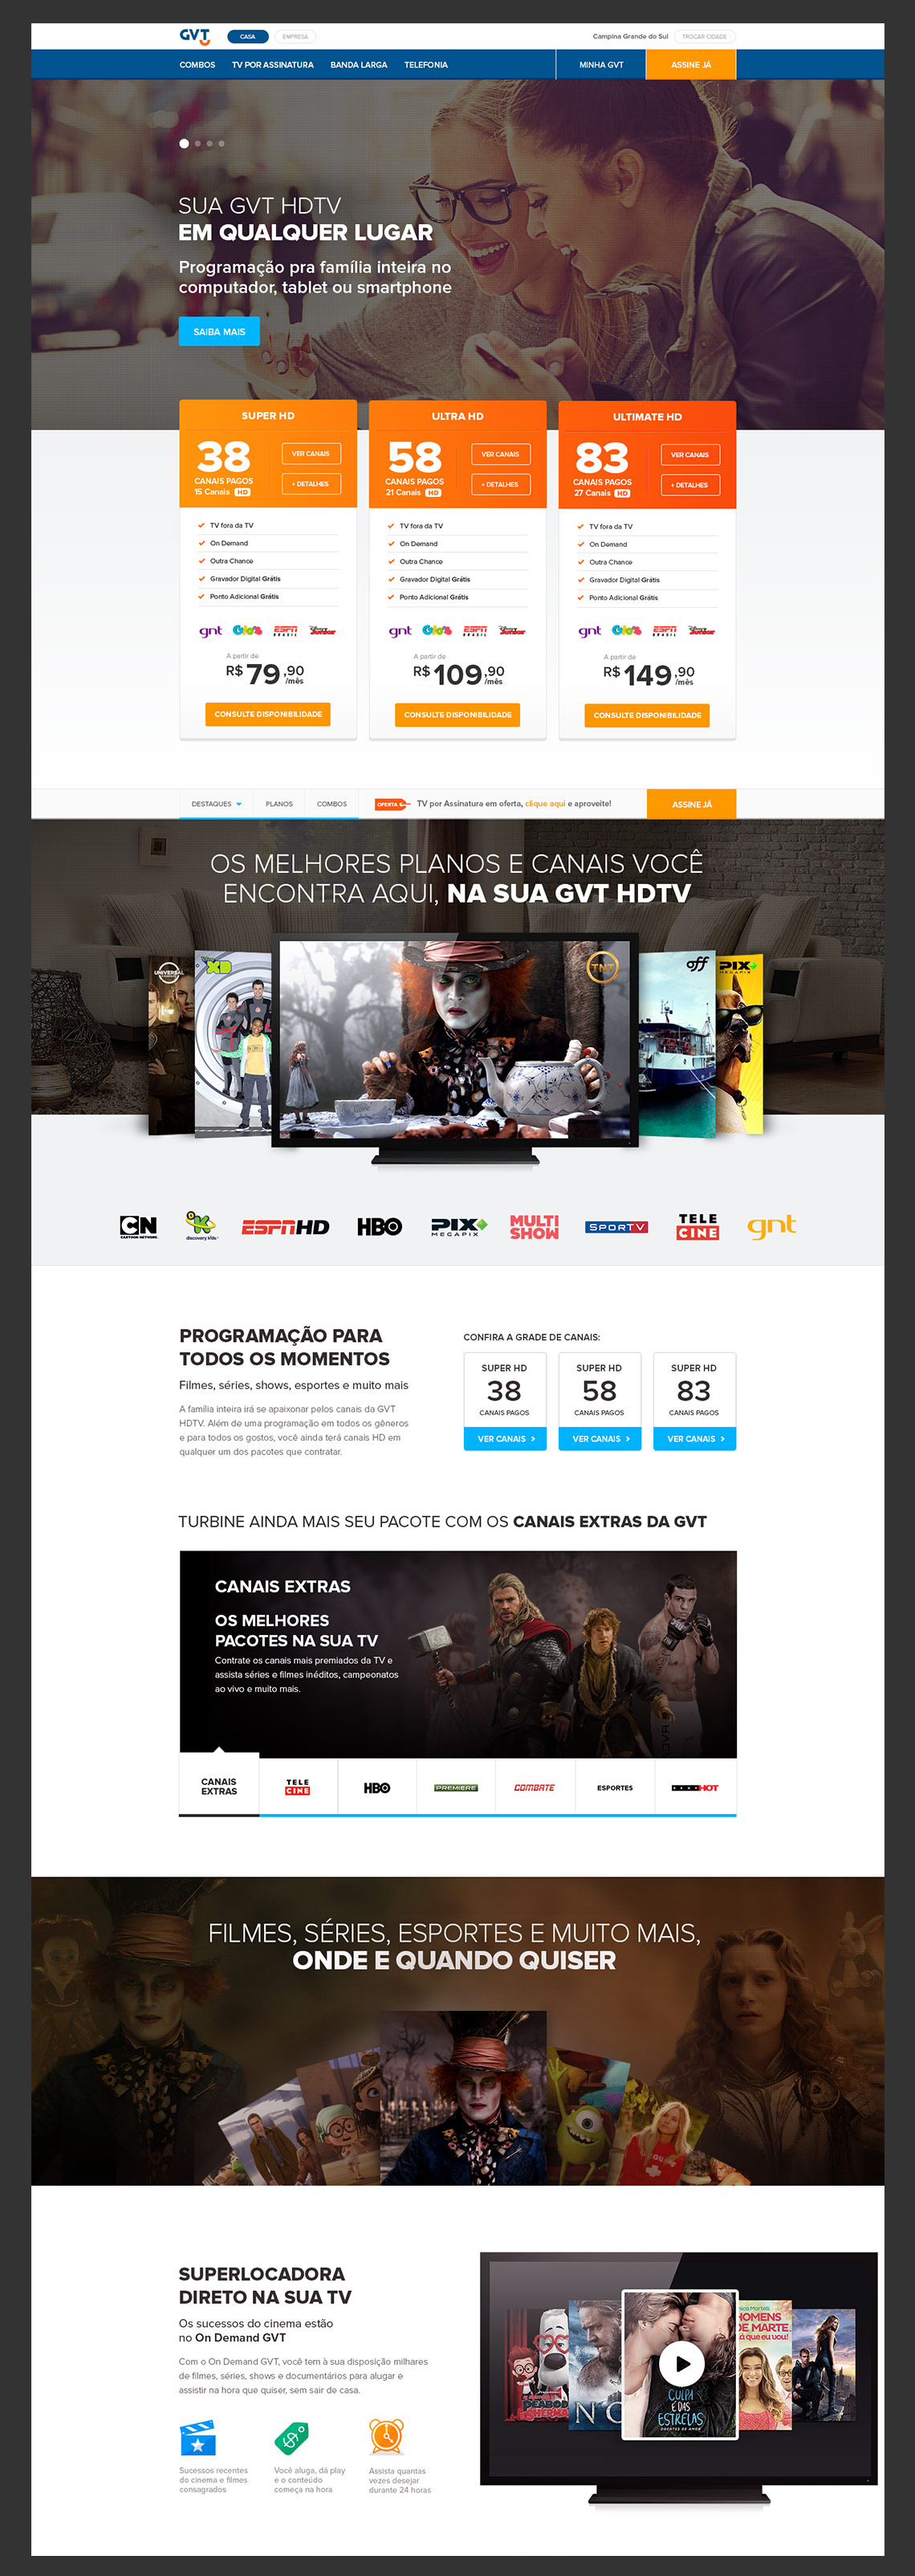 GVT
CASA
EMPRESA
Campina Grande do Sul
TROCAR CIDADE
COMBOS
TV POR ASSINATURA
BANDA LARGA
TELEFONIA
MINHA GVT
ASSINE JÁ
SUA GVT HDTV
EM QUALQUER LUGAR
Programação pra família inteira no
computador, tablet ou smartphone
SAIBA MAIS
SUPER HD
38
CANAIS PAGOS
15 Canais HD
VER CANAIS
+ DETALHES
TV fora da TV
On Demand
Outra Chance
Gravador Digital Grátis
Ponto Adicional Grátis
gnt
Gloob
ESPN BRASIL
Disney Junior
A partir de
R$ 79,90
/mês
CONSULTE DISPONIBILIDADE
ULTRA HD
58
CANAIS PAGOS
21 Canais HD
VER CANAIS
+ DETALHES
TV fora da TV
On Demand
Outra Chance
Gravador Digital Grátis
Ponto Adicional Grátis
gnt
Gloob
ESPN BRASIL
Disney Junior
A partir de
R$ 109,90
/mês
CONSULTE DISPONIBILIDADE
ULTIMATE HD
83
CANAIS PAGOS
27 Canais HD
VER CANAIS
+ DETALHES
TV fora da TV
On Demand
Outra Chance
Gravador Digital Grátis
Ponto Adicional Grátis
gnt
Gloob
ESPN BRASIL
Disney Junior
A partir de
R$ 149,90
/mês
CONSULTE DISPONIBILIDADE
DESTAQUES
PLANOS
COMBOS
OFERTA
TV por Assinatura em oferta, clique aqui e aproveite!
ASSINE JÁ
OS MELHORES PLANOS E CANAIS VOCÊ
ENCONTRA AQUI, NA SUA GVT HDTV
UNIVERSAL
XD
TNT
off
PIX
MEGAPIX
CN
CARTOON NETWORK
discovery kids
ESPN HD
HBO
PIX
MEGAPIX
MULTI
SHOW
SPORTV
TELE
CINE
gnt
PROGRAMAÇÃO PARA
TODOS OS MOMENTOS
Filmes, séries, shows, esportes e muito mais
A família inteira irá se apaixonar pelos canais da GVT
HDTV. Além de uma programação em todos os gêneros
e para todos os gostos, você ainda terá canais HD em
qualquer um dos pacotes que contratar.
CONFIRA A GRADE DE CANAIS:
SUPER HD
38
CANAIS PAGOS
VER CANAIS
SUPER HD
58
CANAIS PAGOS
VER CANAIS
SUPER HD
83
CANAIS PAGOS
VER CANAIS
TURBINE AINDA MAIS SEU PACOTE COM OS CANAIS EXTRAS DA GVT
CANAIS EXTRAS
OS MELHORES
PACOTES NA SUA TV
Contrate os canais mais premiados da TV e
assista séries e filmes inéditos, campeonatos
ao vivo e muito mais.
CANAIS
EXTRAS
TELE
CINE
HBO
PREMIERE
COMBATE
ESPORTES
HOT
FILMES, SÉRIES, ESPORTES E MUITO MAIS,
ONDE E QUANDO QUISER
SUPERLOCADORA
DIRETO NA SUA TV
Os sucessos do cinema estão
no On Demand GVT
Com o On Demand GVT, você tem à sua disposição milhares
de filmes, séries, shows e documentários para alugar e
assistir na hora que quiser, sem sair de casa.
Sucessos recentes
do cinema e filmes
consagrados
Você aluga, dá play
e o conteúdo
começa na hora
Assista quantas
vezes desejar
durante 24 horas
CULPA
É DAS
ESTRELAS
HOMENS
DE MARTE
á que eu vou!